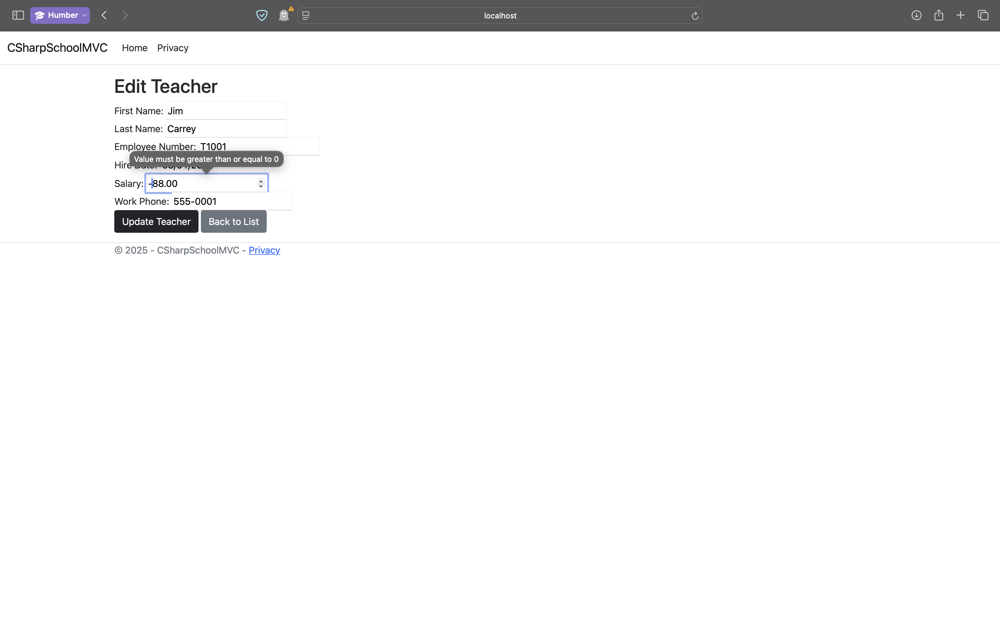 Humber
localhost
CSharpSchoolMVC Home Privacy
Edit Teacher
First Name: Jim
Last Name: Carrey
Employee Number: T1001
Value must be greater than or equal to 0
Hire Date:
Salary: -88.00
Work Phone: 555-0001
Update Teacher Back to List
© 2025 - CSharpSchoolMVC - Privacy